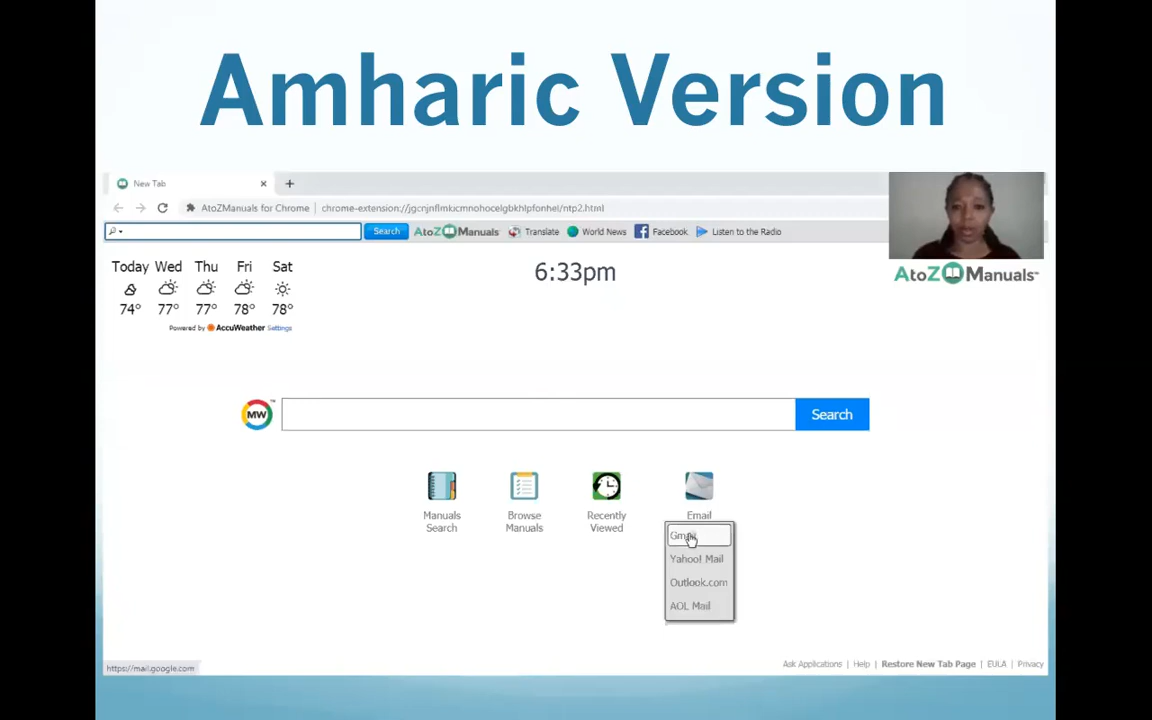 Amharic Version
New Tab
AtoZManuals for Chrome | chrome-extension://jgcnjnflmkcmnohocelgbkhlpfonhel/ntp2.html
Search AtoZ Manuals Translate World News Facebook Listen to the Radio
Today Wed Thu Fri Sat
74° 77° 77° 78° 78°
Powered by AccuWeather Settings
6:33pm
AtoZ Manuals™
MW™ Search
Manuals Search
Browse Manuals
Recently Viewed
Email
Gmail
Yahoo! Mail
Outlook.com
AOL Mail
https://mail.google.com
Ask Applications | Help | Restore New Tab Page | EULA | Privacy